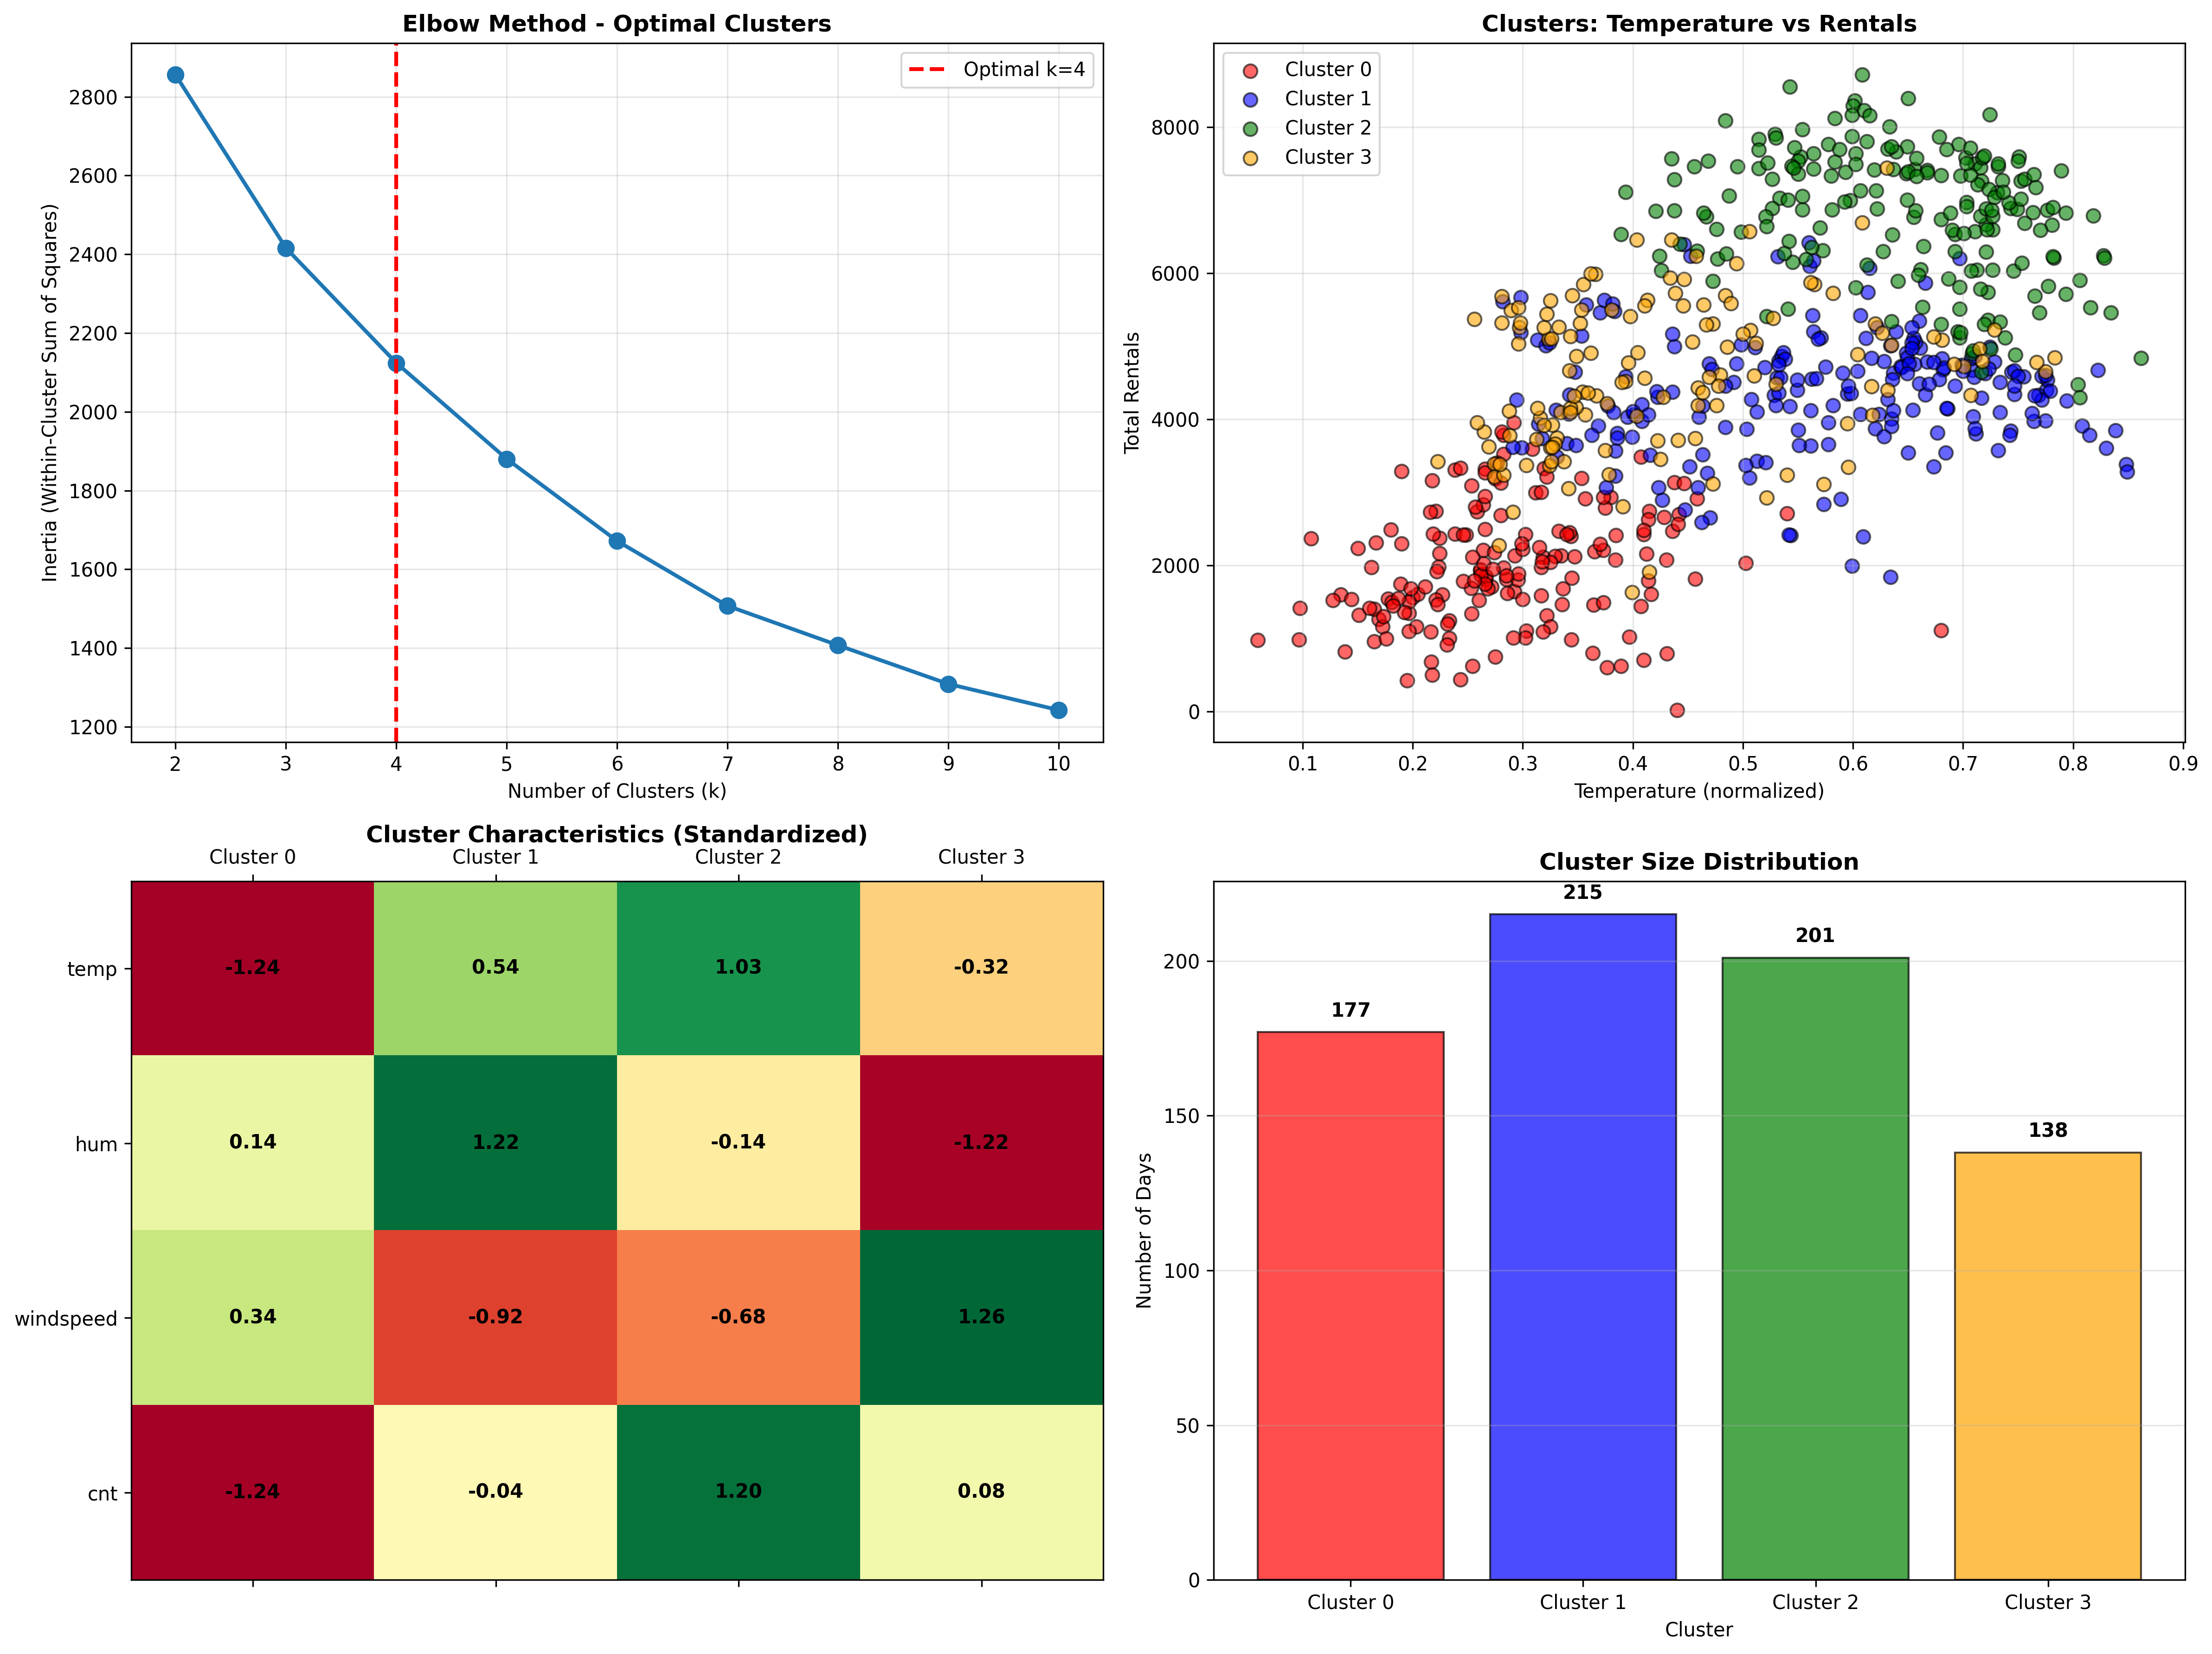 Elbow Method - Optimal Clusters
Inertia (Within-Cluster Sum of Squares)
2800
2600
2400
2200
2000
1800
1600
1400
1200
Optimal k=4
2 3 4 5 6 7 8 9 10
Number of Clusters (k)
Clusters: Temperature vs Rentals
Total Rentals
8000
6000
4000
2000
0
Cluster 0
Cluster 1
Cluster 2
Cluster 3
0.1 0.2 0.3 0.4 0.5 0.6 0.7 0.8 0.9
Temperature (normalized)
Cluster Characteristics (Standardized)
Cluster 0 Cluster 1 Cluster 2 Cluster 3
temp -1.24 0.54 1.03 -0.32
hum 0.14 1.22 -0.14 -1.22
windspeed 0.34 -0.92 -0.68 1.26
cnt -1.24 -0.04 1.20 0.08
Cluster Size Distribution
Number of Days
200
150
100
50
0
177
215
201
138
Cluster 0 Cluster 1 Cluster 2 Cluster 3
Cluster